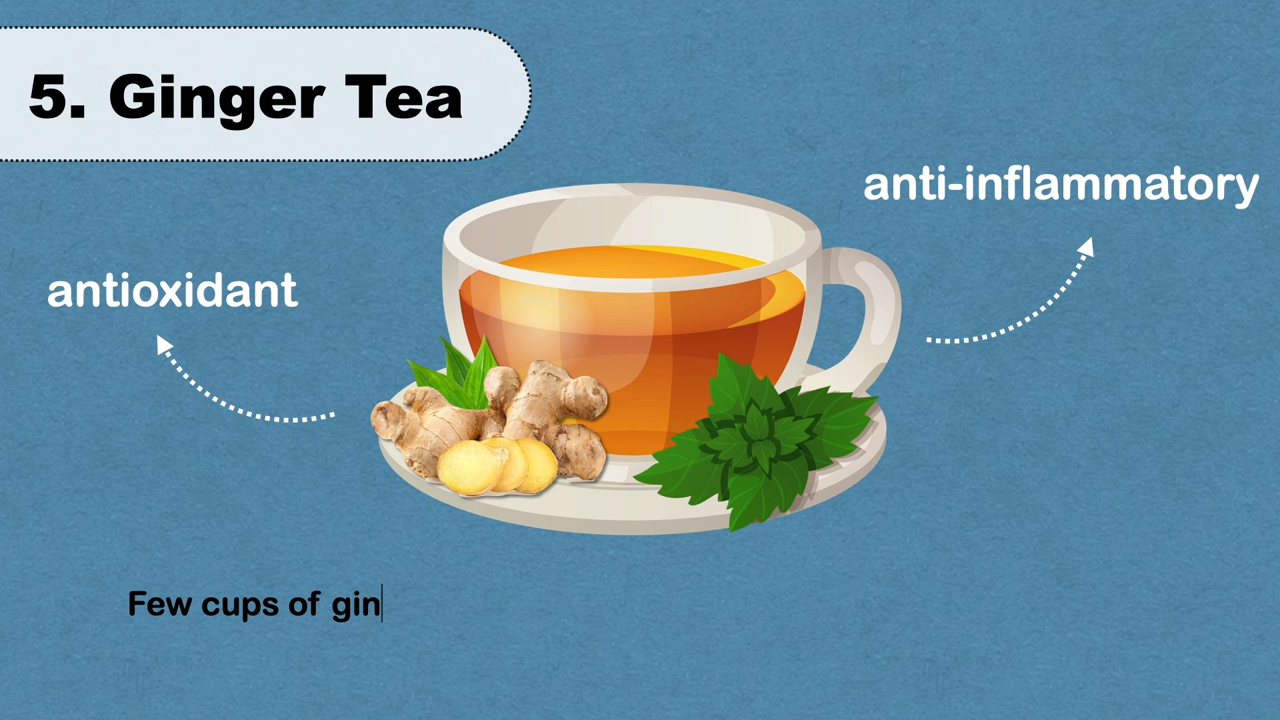 5. Ginger Tea
anti-inflammatory
antioxidant
Few cups of gin